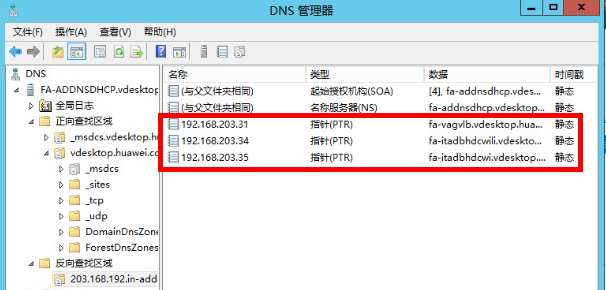 DNS 管理器
文件(F) 操作(A) 查看(V) 帮助(H)
DNS
FA-ADDNSDHCP.vdesktop
全局日志
正向查找区域
_msdcs.vdesktop.hu
vdesktop.huawei.co
_msdcs
_sites
_tcp
_udp
DomainDnsZone
ForestDnsZones
反向查找区域
203.168.192.in-add
名称 类型 数据 时间戳
(与父文件夹相同) 起始授权机构(SOA) [4], fa-addnsdhcp.vdes... 静态
(与父文件夹相同) 名称服务器(NS) fa-addnsdhcp.vdesktop... 静态
192.168.203.31 指针(PTR) fa-vagvlb.vdesktop.hua... 静态
192.168.203.34 指针(PTR) fa-itadbhdcwili.vdeskto... 静态
192.168.203.35 指针(PTR) fa-itadbhdcwi.vdesktop.... 静态